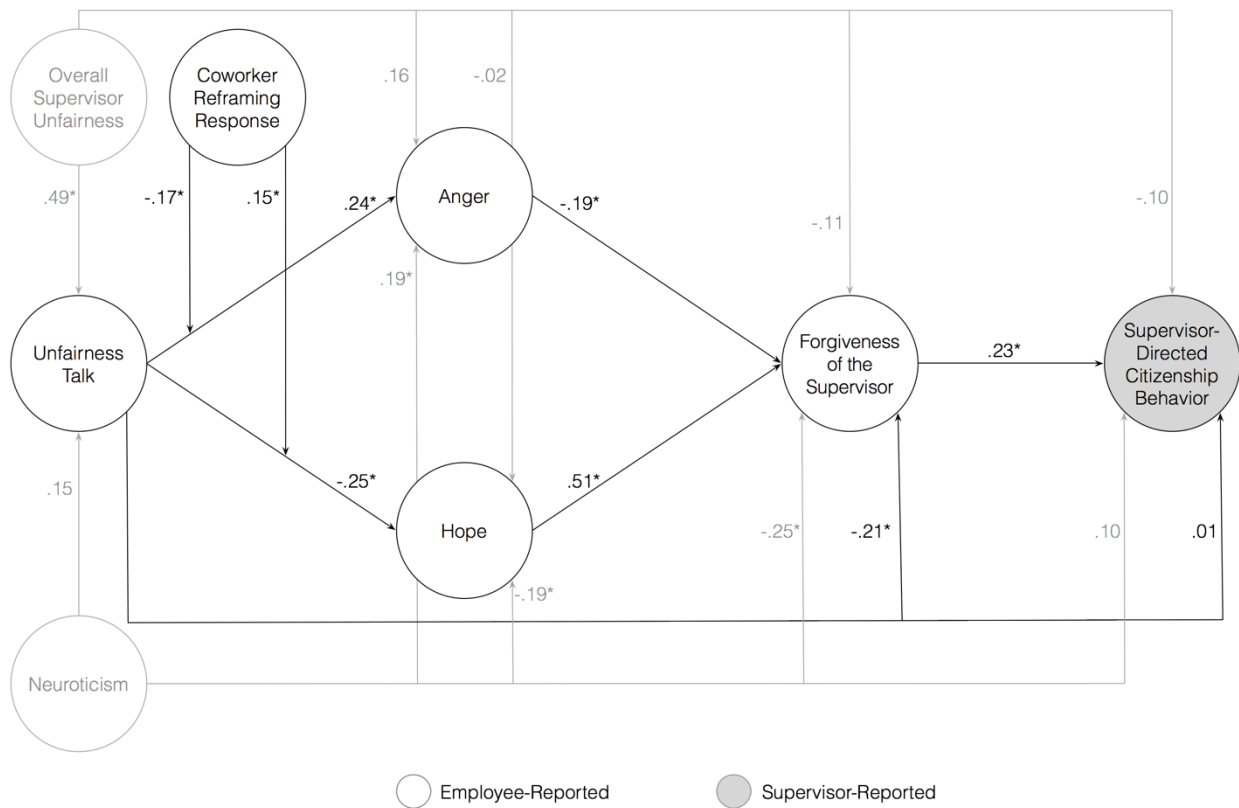 Overall
Supervisor
Unfairness
Coworker
Reframing
Response
.16
-.02
.49*
-.17*
.15*
.24*
Anger
-.19*
-.11
-.10
.19*
Unfairness
Talk
Forgiveness
of the
Supervisor
.23*
Supervisor-
Directed
Citizenship
Behavior
.15
-.25*
Hope
.51*
-.19*
-.25*
-.21*
.10
.01
Neuroticism
Employee-Reported
Supervisor-Reported